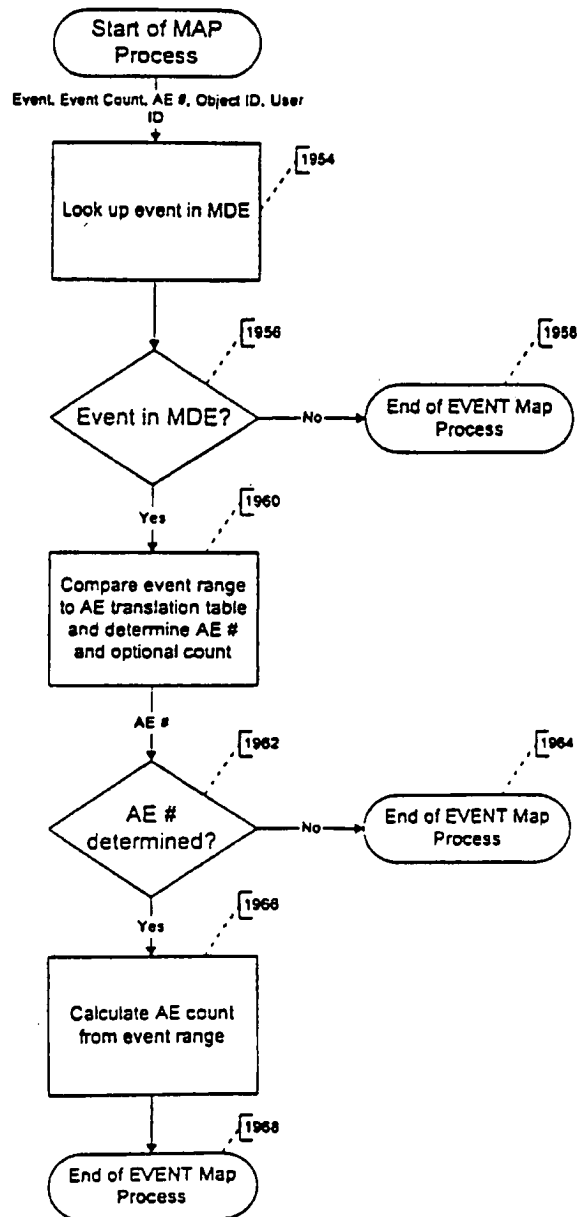 Start of MAP
Process
Event, Event Count, AE #, Object ID, User
ID
1954
Look up event in MDE
1956
1958
Event in MDE?
No
End of EVENT Map
Process
Yes
1960
Compare event range
to AE translation table
and determine AE #
and optional count
AE #
1962
1964
AE #
determined?
No
End of EVENT Map
Process
Yes
1966
Calculate AE count
from event range
1968
End of EVENT Map
Process